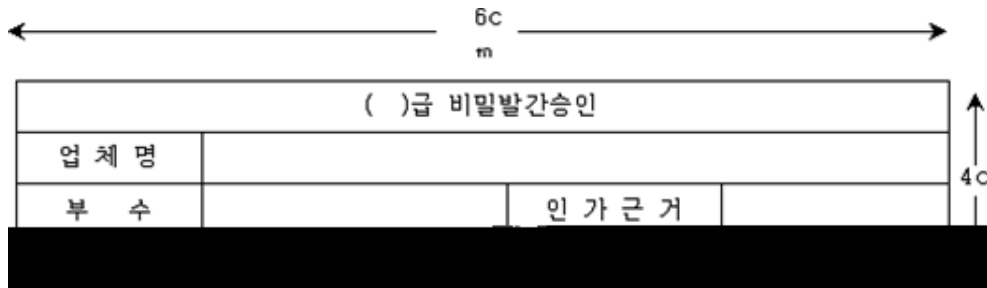 6c
m
( )급 비밀발간승인
업 체 명
4c
부 수 인 가 근 거